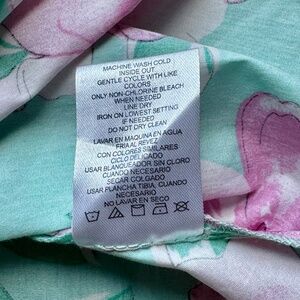 MACHINE WASH COLD
INSIDE OUT
GENTLE CYCLE WITH LIKE
COLORS
ONLY NON-CHLORINE BLEACH
WHEN NEEDED
LINE DRY
IRON ON LOWEST SETTING
IF NEEDED
DO NOT DRY CLEAN
LAVAR EN MAQUINA EN AGUA
FRIA AL REVEZ
CON COLORES SIMILARES
CICLO DELICADO
USAR BLANQUEADOR SIN CLORO
CUANDO NECESARIO
SECAR COLGADO
USAR PLANCHA TIBIA, CUANDO
NECESARIO
NO LAVAR EN SECO